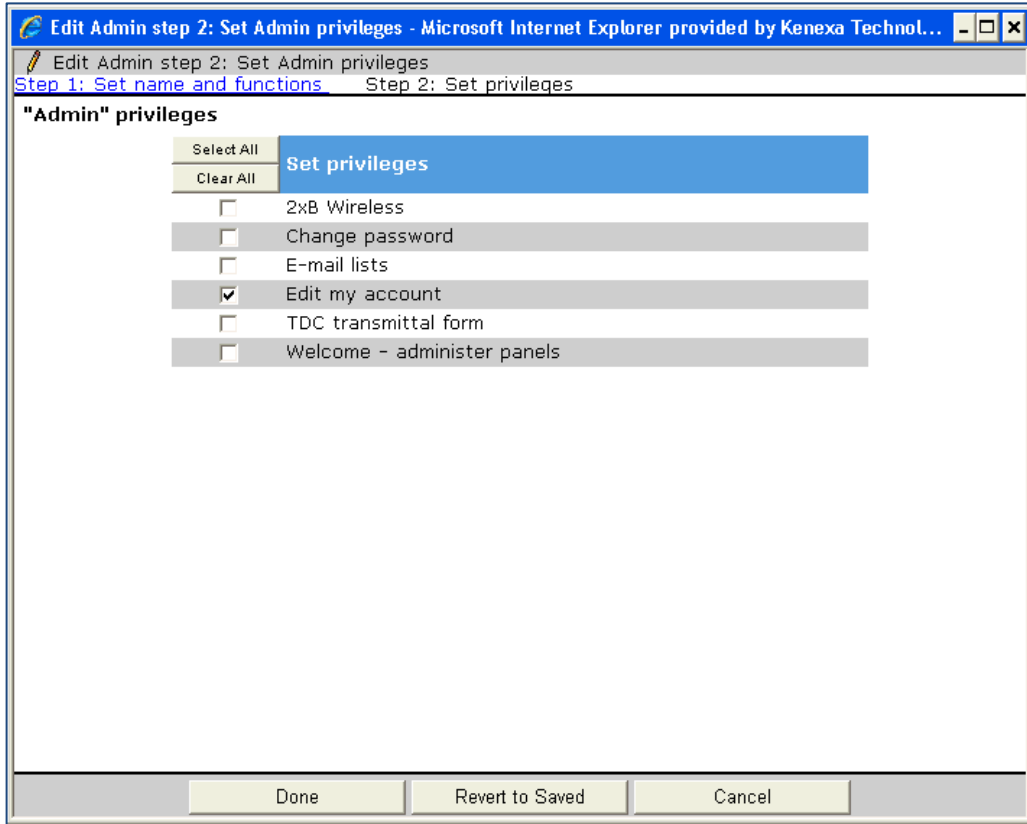 Edit Admin step 2: Set Admin privileges - Microsoft Internet Explorer provided by Kenexa Technol...
Edit Admin step 2: Set Admin privileges
Step 1: Set name and functions Step 2: Set privileges
"Admin" privileges
Select All
Set privileges
Clear All
2xB Wireless
Change password
E-mail lists
Edit my account
TDC transmittal form
Welcome - administer panels
Done Revert to Saved Cancel